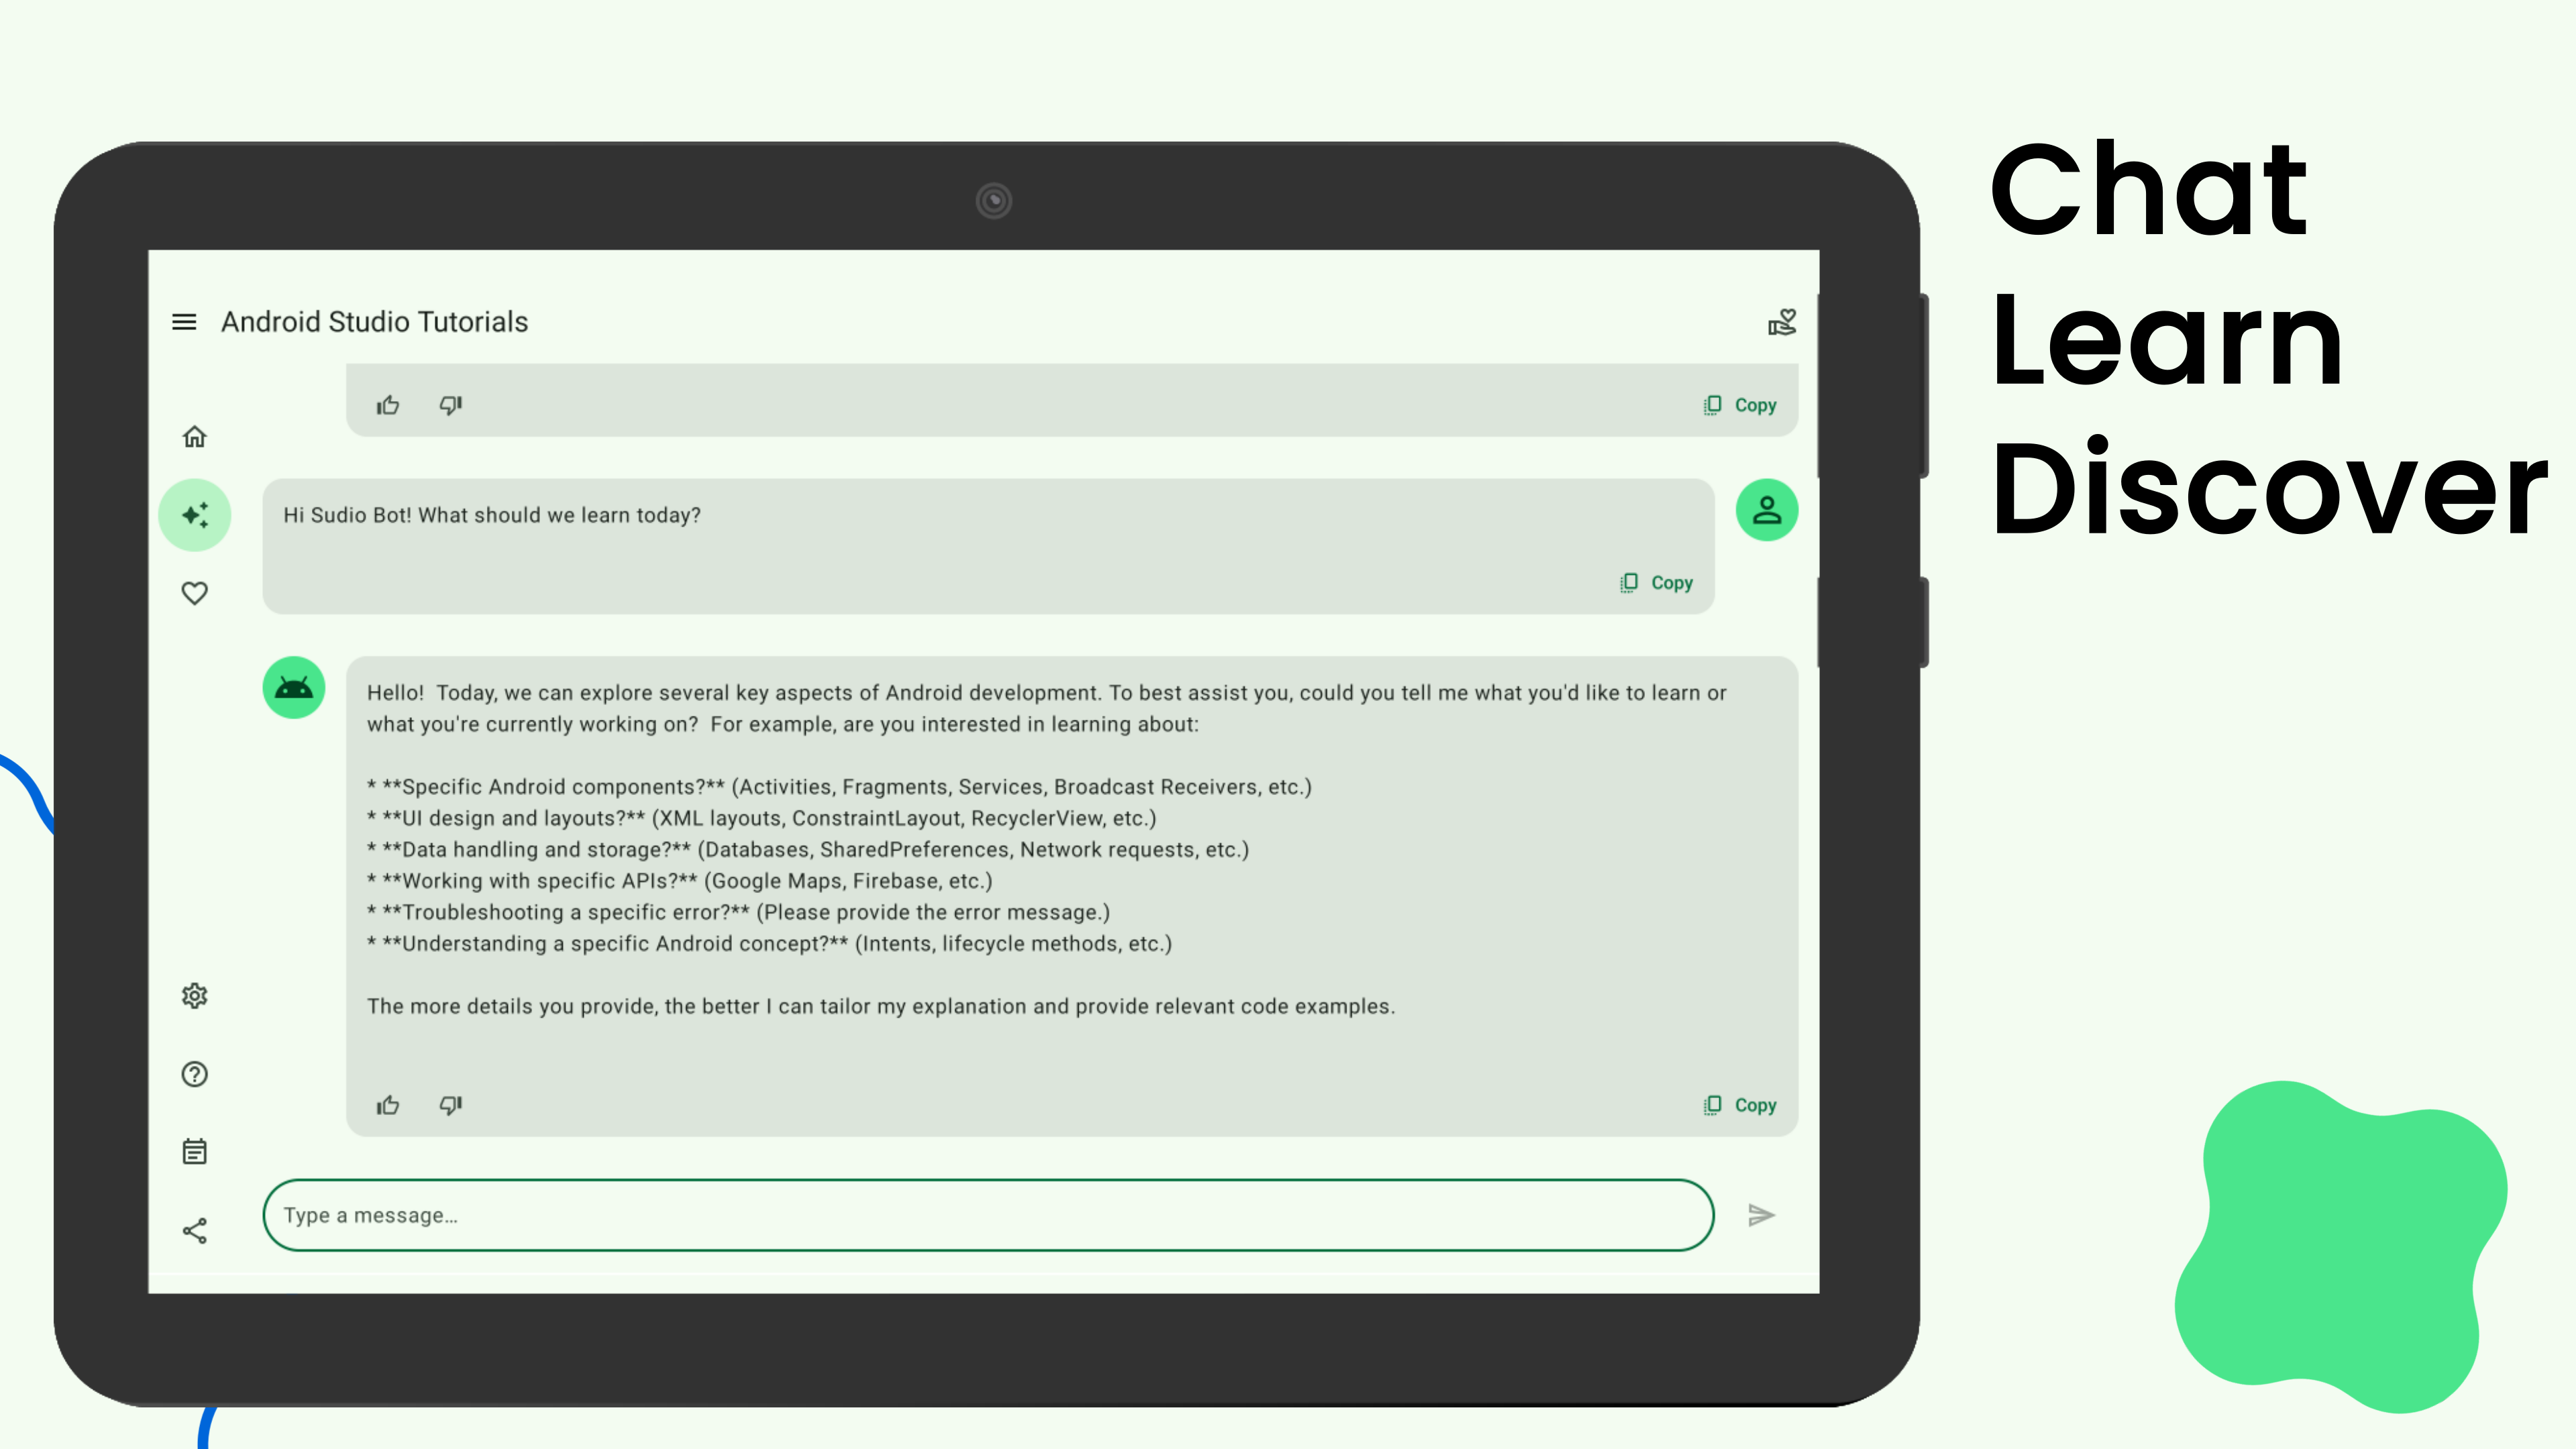 Chat
Learn
Discover
Android Studio Tutorials
Copy
Hi Sudio Bot! What should we learn today?
Copy
Hello!  Today, we can explore several key aspects of Android development. To best assist you, could you tell me what you'd like to learn or
what you're currently working on?  For example, are you interested in learning about:
* **Specific Android components?** (Activities, Fragments, Services, Broadcast Receivers, etc.)
* **UI design and layouts?** (XML layouts, ConstraintLayout, RecyclerView, etc.)
* **Data handling and storage?** (Databases, SharedPreferences, Network requests, etc.)
* **Working with specific APIs?** (Google Maps, Firebase, etc.)
* **Troubleshooting a specific error?** (Please provide the error message.)
* **Understanding a specific Android concept?** (Intents, lifecycle methods, etc.)
The more details you provide, the better I can tailor my explanation and provide relevant code examples.
Copy
Type a message…